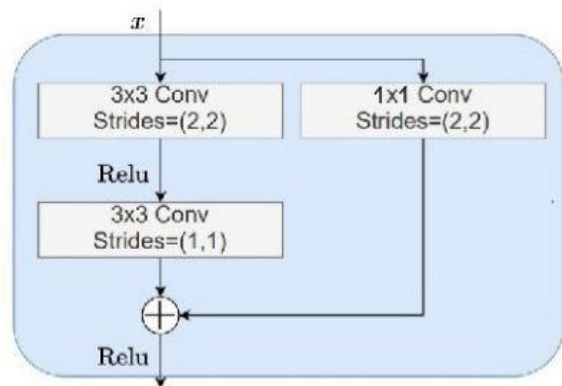 x
3x3 Conv
Strides=(2,2)
1x1 Conv
Strides=(2,2)
Relu
3x3 Conv
Strides=(1,1)
Relu